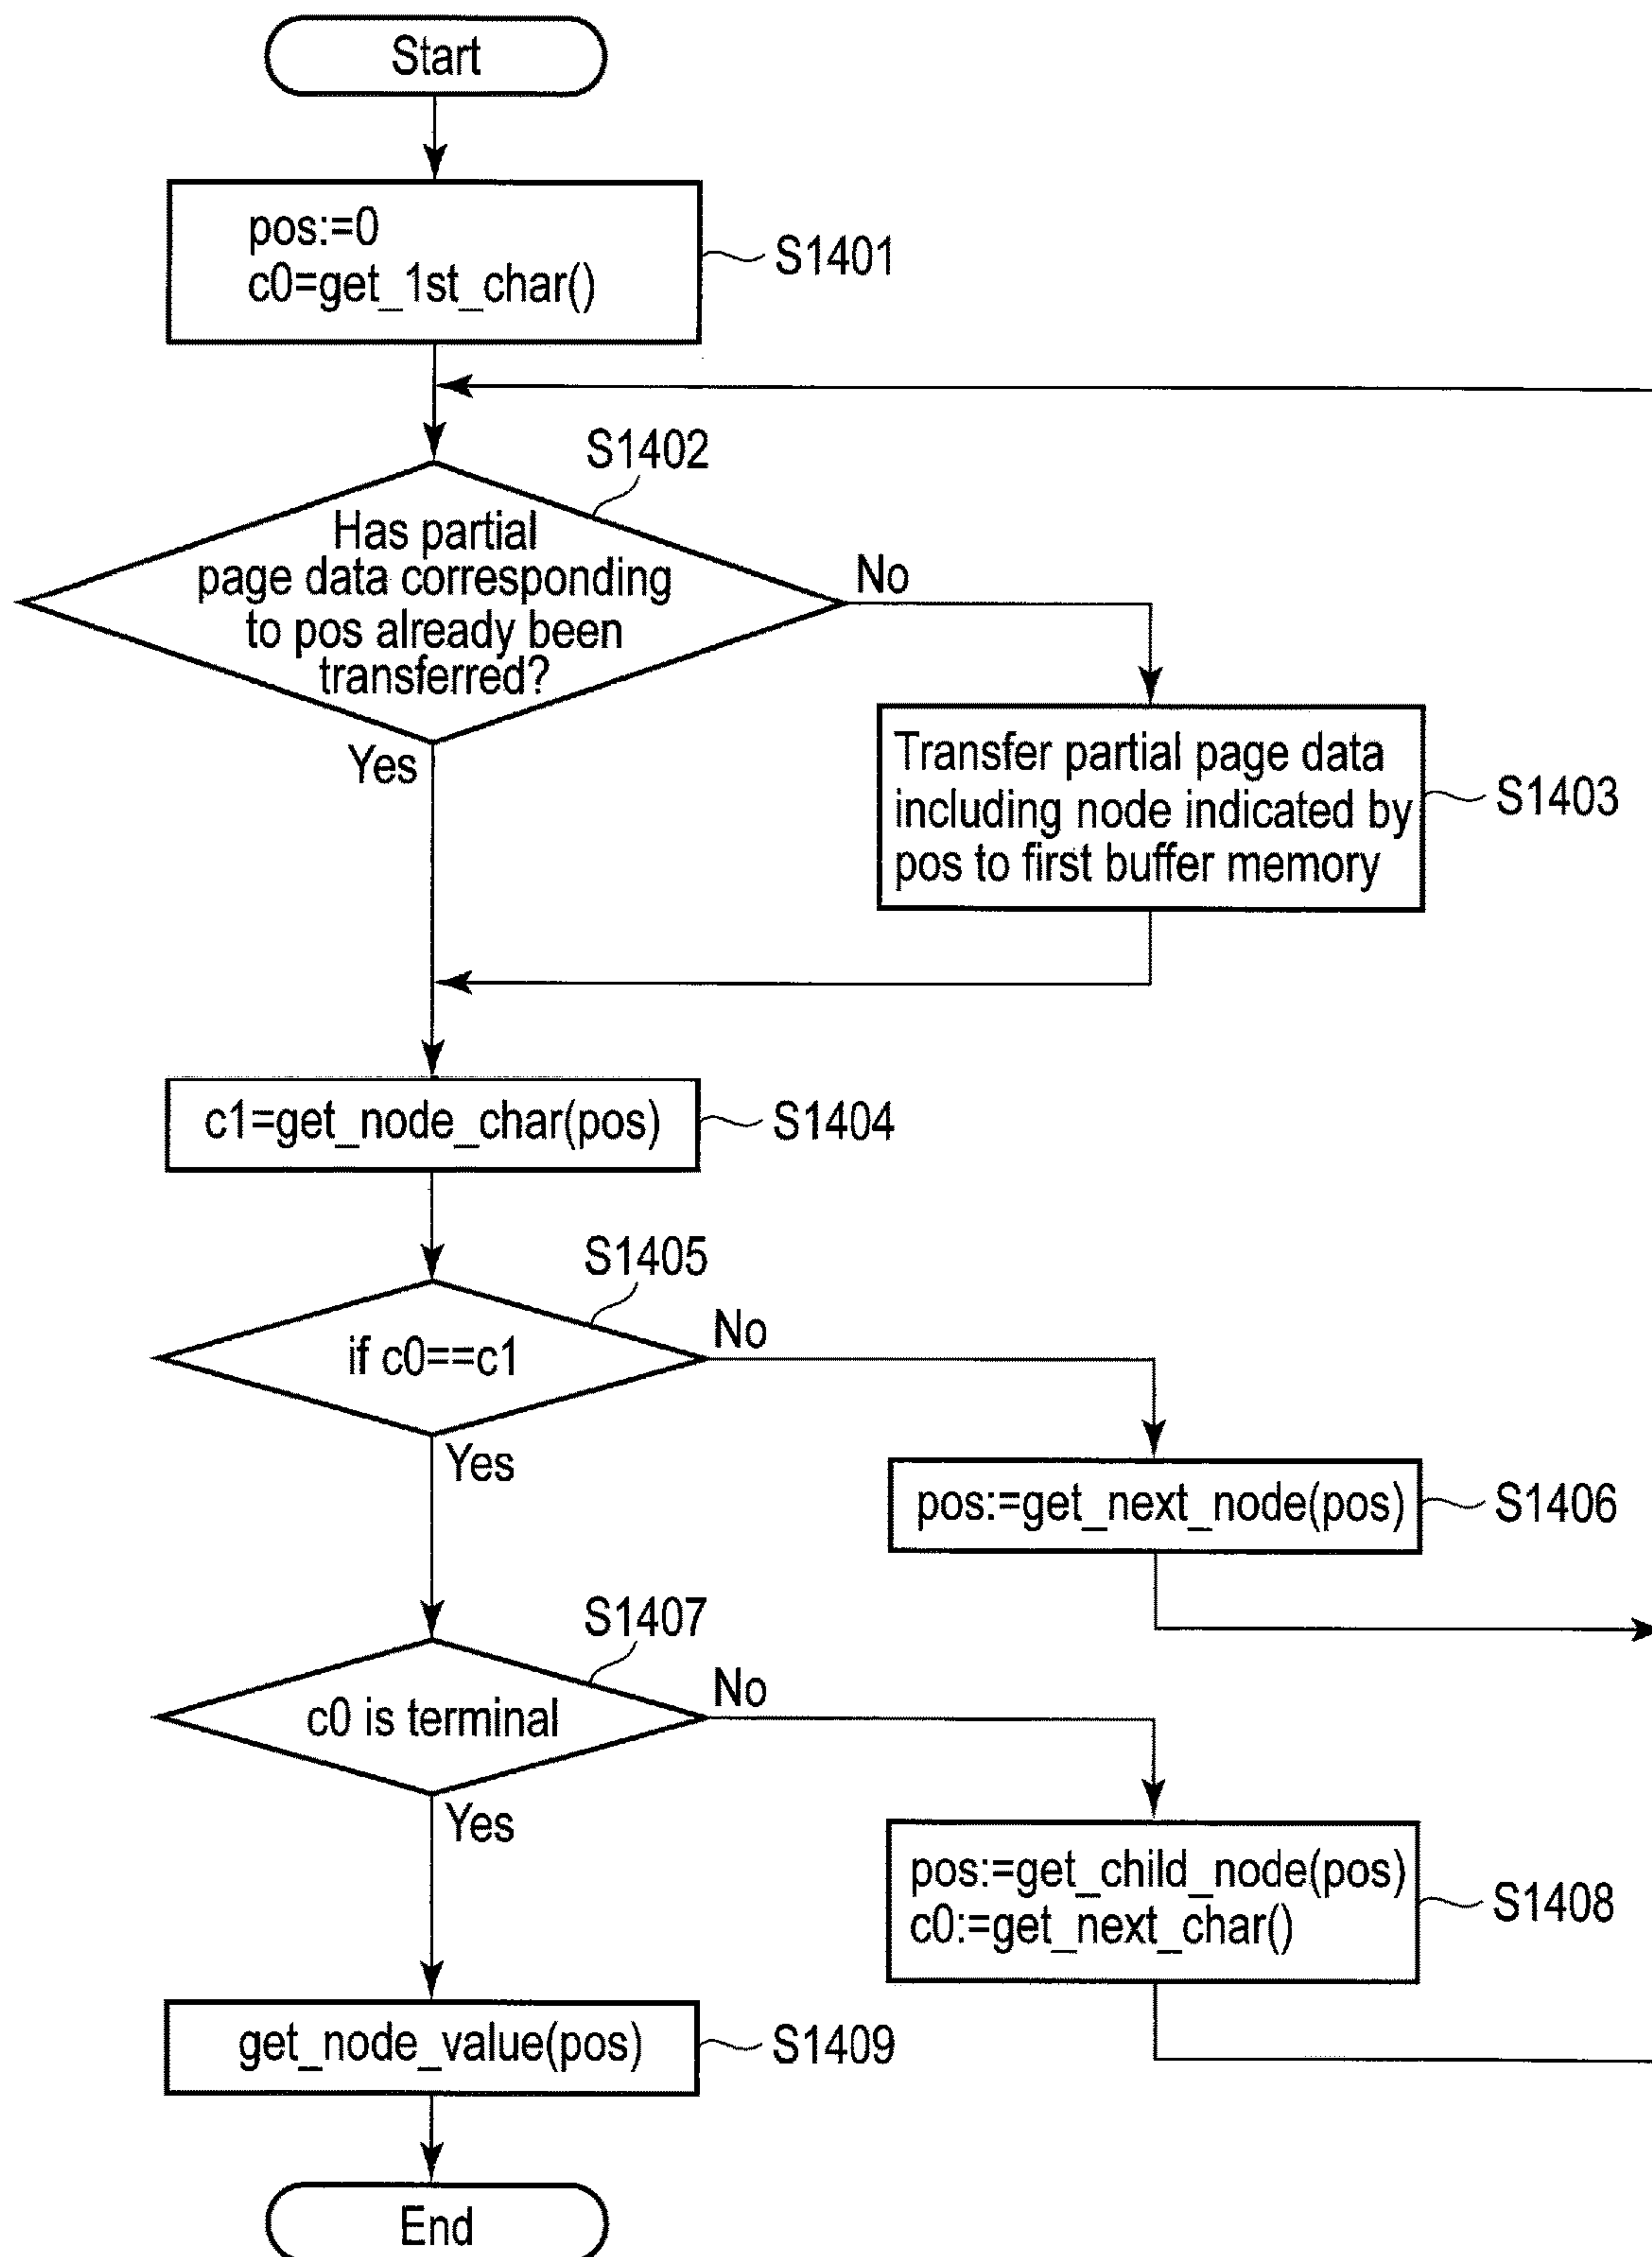 Start
pos:=0
c0=get_1st_char()
S1401
S1402
Has partial
page data corresponding
to pos already been
transferred?
No
Yes
Transfer partial page data
including node indicated by
pos to first buffer memory
S1403
c1=get_node_char(pos)
S1404
S1405
if c0==c1
No
Yes
pos:=get_next_node(pos)
S1406
S1407
c0 is terminal
No
Yes
pos:=get_child_node(pos)
c0:=get_next_char()
S1408
get_node_value(pos)
S1409
End